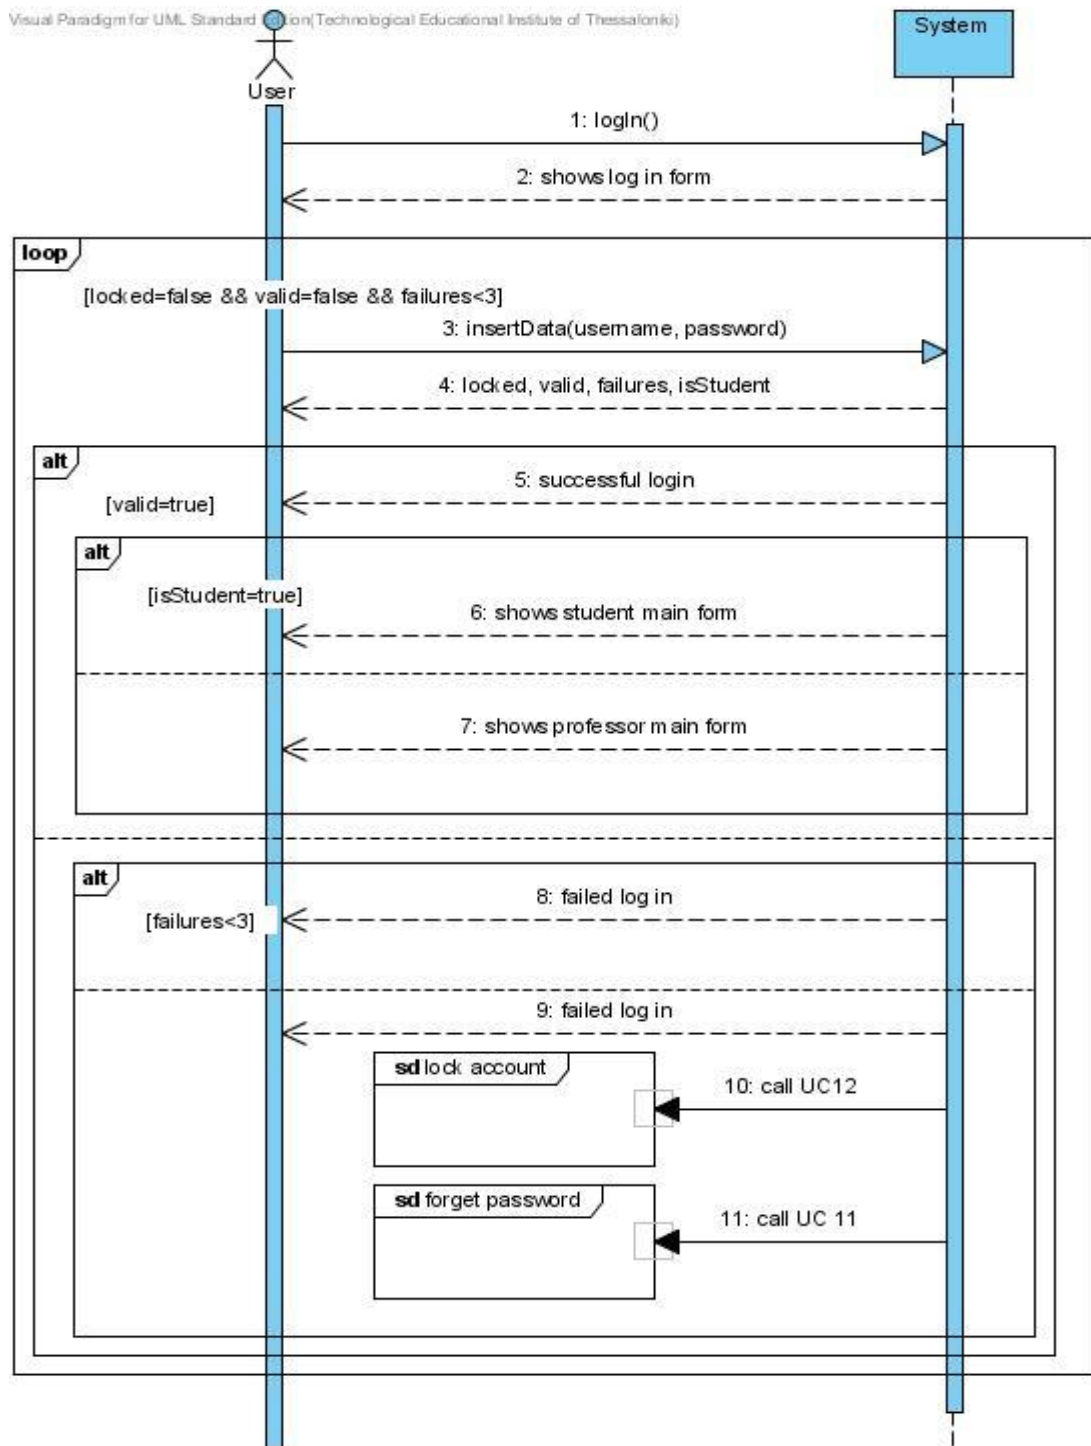 Visual Paradigm for UML Standard Edition(Technological Educational Institute of Thessaloniki)
System
User
1: logIn()
2: shows log in form
loop
[locked=false && valid=false && failures<3]
3: insertData(username, password)
4: locked, valid, failures, isStudent
alt
5: successful login
[valid=true]
alt
[isStudent=true]
6: shows student main form
7: shows professor main form
alt
8: failed log in
[failures<3]
9: failed log in
sd lock account
10: call UC12
sd forget password
11: call UC 11